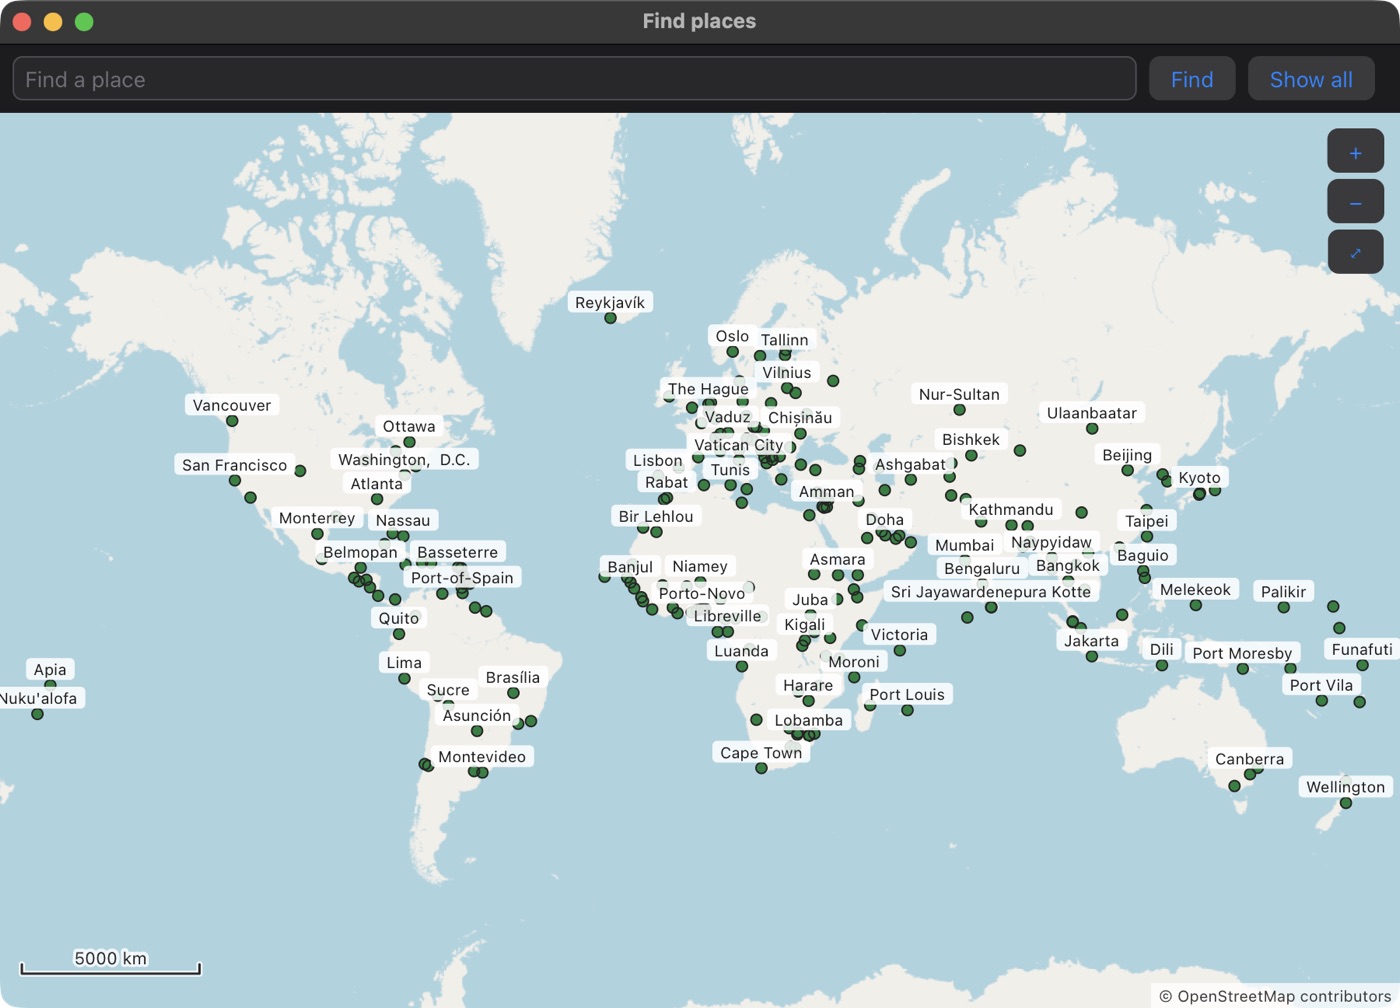 Find places
Find a place
Find
Show all
+
−
Reykjavík
Oslo
Tallinn
Vilnius
The Hague
Nur-Sultan
Vancouver
Ulaanbaatar
Vaduz
Chișinău
Ottawa
Bishkek
Vatican City
Beijing
Washington, D.C.
Lisbon
San Francisco
Ashgabat
Tunis
Kyoto
Atlanta
Rabat
Amman
Kathmandu
Bir Lehlou
Monterrey
Nassau
Doha
Taipei
Mumbai
Naypyidaw
Belmopan
Basseterre
Baguio
Asmara
Banjul
Niamey
Bengaluru
Bangkok
Port-of-Spain
Melekeok
Palikir
Sri Jayawardenepura Kotte
Porto-Novo
Juba
Libreville
Quito
Kigali
Victoria
Jakarta
Luanda
Dili
Port Moresby
Funafuti
Lima
Moroni
Apia
Brasília
Harare
Port Vila
Sucre
Port Louis
Nuku'alofa
Asunción
Lobamba
Cape Town
Montevideo
Canberra
Wellington
5000 km
© OpenStreetMap contributors